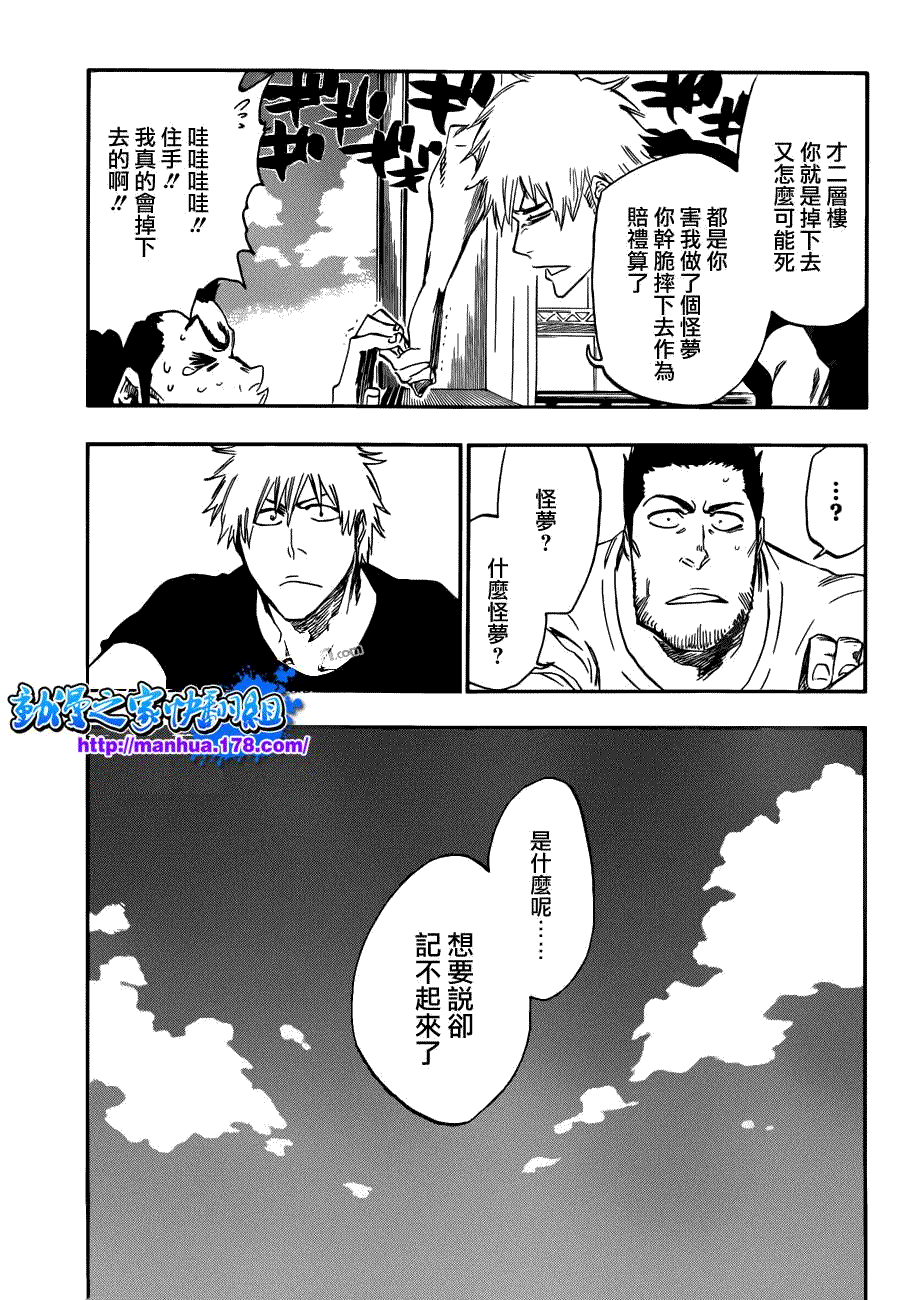 才二層樓
你就是掉下去
又怎麼可能死
都是你
害我做了個怪夢
你幹脆摔下去作為
賠禮算了
哇哇哇哇!!
住手!!
我真的會掉下
去的啊!!
…?
怪夢?
什麼怪夢?
動漫之家快翻組
http://manhua.178.com/
是什麼呢……
想要説卻
記不起來了